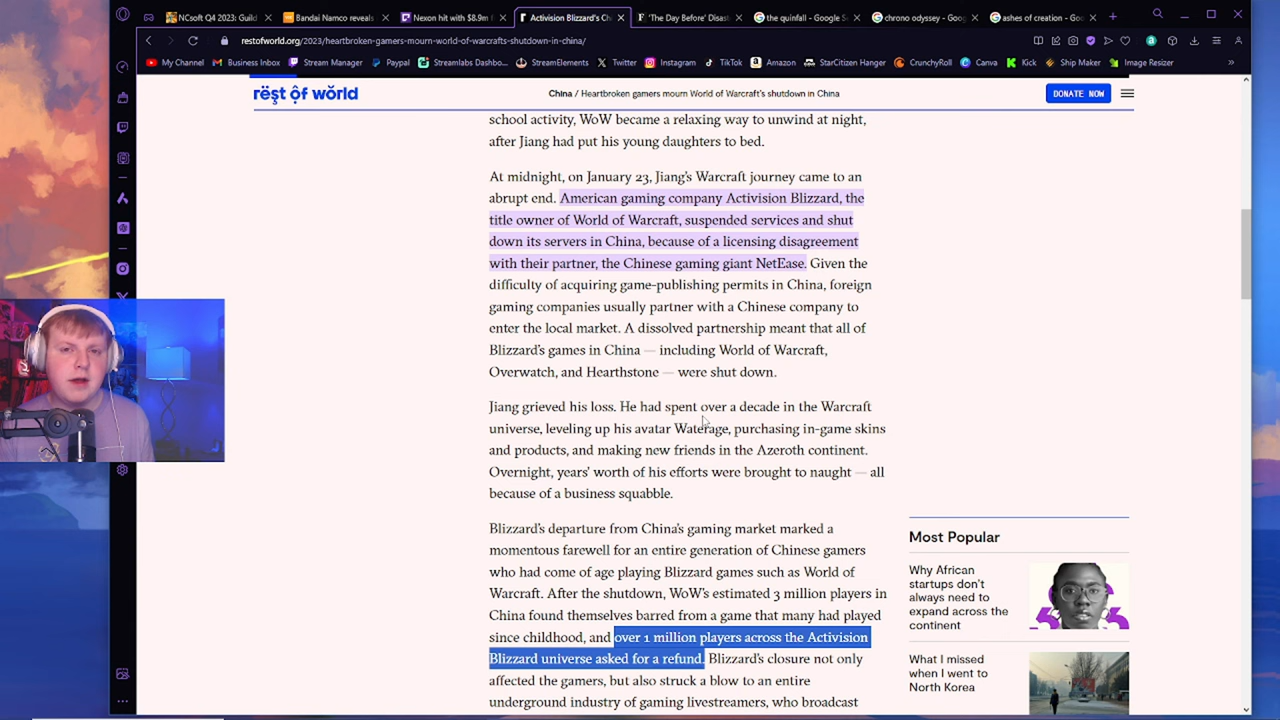 NCsoft Q4 2023: Guild
Bandai Namco reveals
Nexon hit with $8.9m f
Activision Blizzard's Ch
'The Day Before' Disast
the quinfall - Google Se
chrono odyssey - Goog
ashes of creation - Goo
restofworld.org/2023/heartbroken-gamers-mourn-world-of-warcrafts-shutdown-in-china/
My Channel
Business Inbox
Stream Manager
Paypal
Streamlabs Dashbo...
StreamElements
Twitter
Instagram
TikTok
Amazon
StarCitizen Hanger
CrunchyRoll
Canva
Kick
Ship Maker
Image Resizer
rëst ôf wŏrld
China / Heartbroken gamers mourn World of Warcraft's shutdown in China
DONATE NOW
school activity, WoW became a relaxing way to unwind at night,
after Jiang had put his young daughters to bed.
At midnight, on January 23, Jiang's Warcraft journey came to an
abrupt end. American gaming company Activision Blizzard, the
title owner of World of Warcraft, suspended services and shut
down its servers in China, because of a licensing disagreement
with their partner, the Chinese gaming giant NetEase. Given the
difficulty of acquiring game-publishing permits in China, foreign
gaming companies usually partner with a Chinese company to
enter the local market. A dissolved partnership meant that all of
Blizzard's games in China — including World of Warcraft,
Overwatch, and Hearthstone — were shut down.
Jiang grieved his loss. He had spent over a decade in the Warcraft
universe, leveling up his avatar Waterage, purchasing in-game skins
and products, and making new friends in the Azeroth continent.
Overnight, years' worth of his efforts were brought to naught — all
because of a business squabble.
Blizzard's departure from China's gaming market marked a
momentous farewell for an entire generation of Chinese gamers
who had come of age playing Blizzard games such as World of
Warcraft. After the shutdown, WoW's estimated 3 million players in
China found themselves barred from a game that many had played
since childhood, and over 1 million players across the Activision
Blizzard universe asked for a refund. Blizzard's closure not only
affected the gamers, but also struck a blow to an entire
underground industry of gaming livestreamers, who broadcast
Most Popular
Why African
startups don't
always need to
expand across the
continent
What I missed
when I went to
North Korea